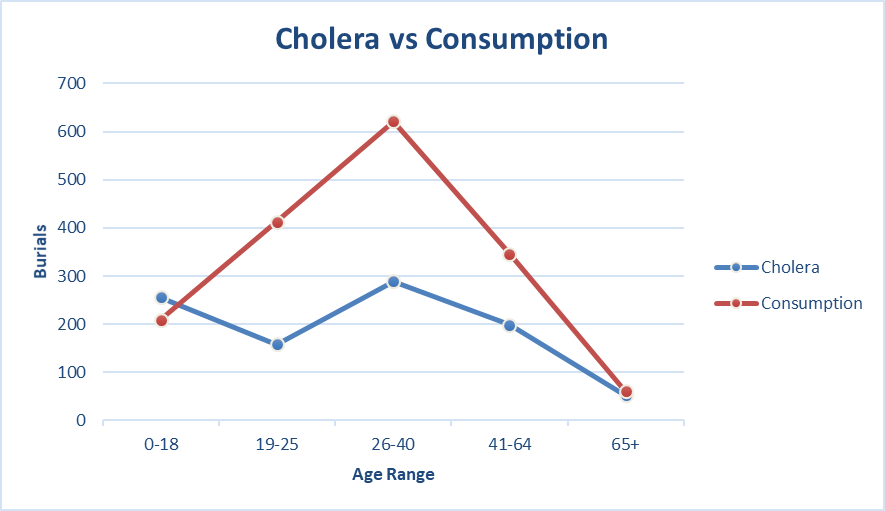 Cholera vs Consumption
700
600
500
400
300
200
100
0
Burials
0-18 19-25 26-40 41-64 65+
Age Range
Cholera
Consumption